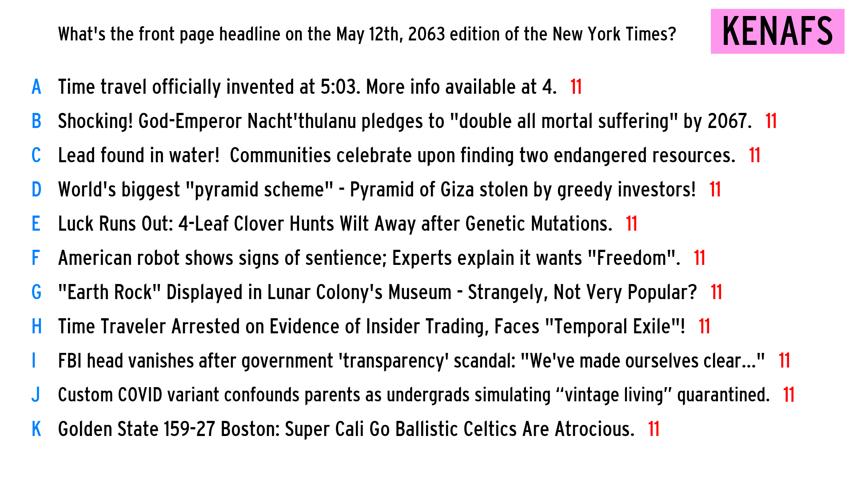 What's the front page headline on the May 12th, 2063 edition of the New York Times? KENAFS
A Time travel officially invented at 5:03. More info available at 4. 11
B Shocking! God-Emperor Nacht'thulanu pledges to "double all mortal suffering" by 2067. 11
C Lead found in water! Communities celebrate upon finding two endangered resources. 11
D World's biggest "pyramid scheme" - Pyramid of Giza stolen by greedy investors! 11
E Luck Runs Out: 4-Leaf Clover Hunts Wilt Away after Genetic Mutations. 11
F American robot shows signs of sentience; Experts explain it wants "Freedom". 11
G "Earth Rock" Displayed in Lunar Colony's Museum - Strangely, Not Very Popular? 11
H Time Traveler Arrested on Evidence of Insider Trading, Faces "Temporal Exile"! 11
I FBI head vanishes after government 'transparency' scandal: "We've made ourselves clear..." 11
J Custom COVID variant confounds parents as undergrads simulating “vintage living” quarantined. 11
K Golden State 159-27 Boston: Super Cali Go Ballistic Celtics Are Atrocious. 11